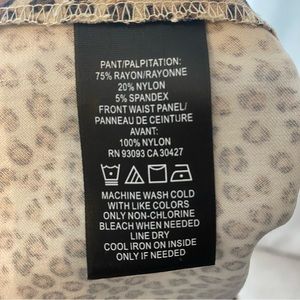 PANT/PALPITATION:
75% RAYON/RAYONNE
20% NYLON
5% SPANDEX
FRONT WAIST PANEL/
PANNEAU DE CEINTURE
AVANT:
100% NYLON
RN 93093 CA 30427
MACHINE WASH COLD
WITH LIKE COLORS
ONLY NON-CHLORINE
BLEACH WHEN NEEDED
LINE DRY
COOL IRON ON INSIDE
ONLY IF NEEDED